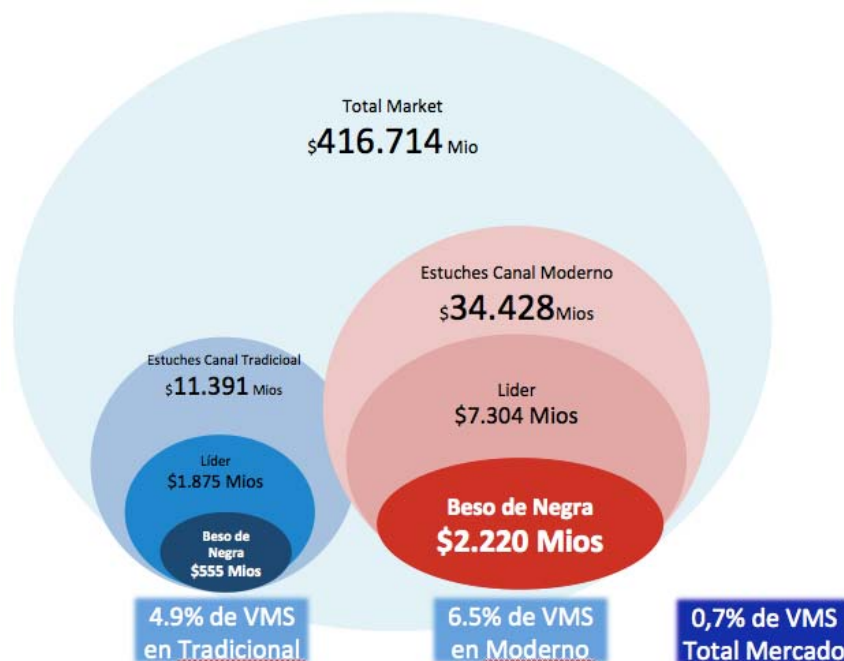 Total Market
$416.714 Mio
Estuches Canal Moderno
$34.428Mios
Estuches Canal Tradicioal
$11.391 Mios
Lider
$7.304 Mios
Líder
$1.875 Mios
Beso de Negra
$2.220 Mios
Beso de
Negra
$555 Mios
4.9% de VMS
en Tradicional
6.5% de VMS
en Moderno
0,7% de VMS
Total Mercado